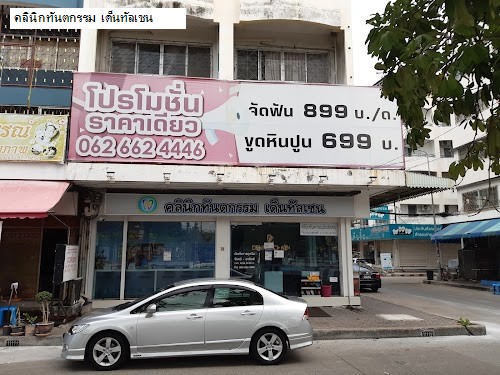 คลินิกทันตกรรม เด็นทัลเชน
โปรโมชั่น
ราคาเดียว
062 662 4446
จัดฟัน 899 บ./ด.
ขูดหินปูน 699 บ.
คลินิกทันตกรรม เด็นทัลเชน